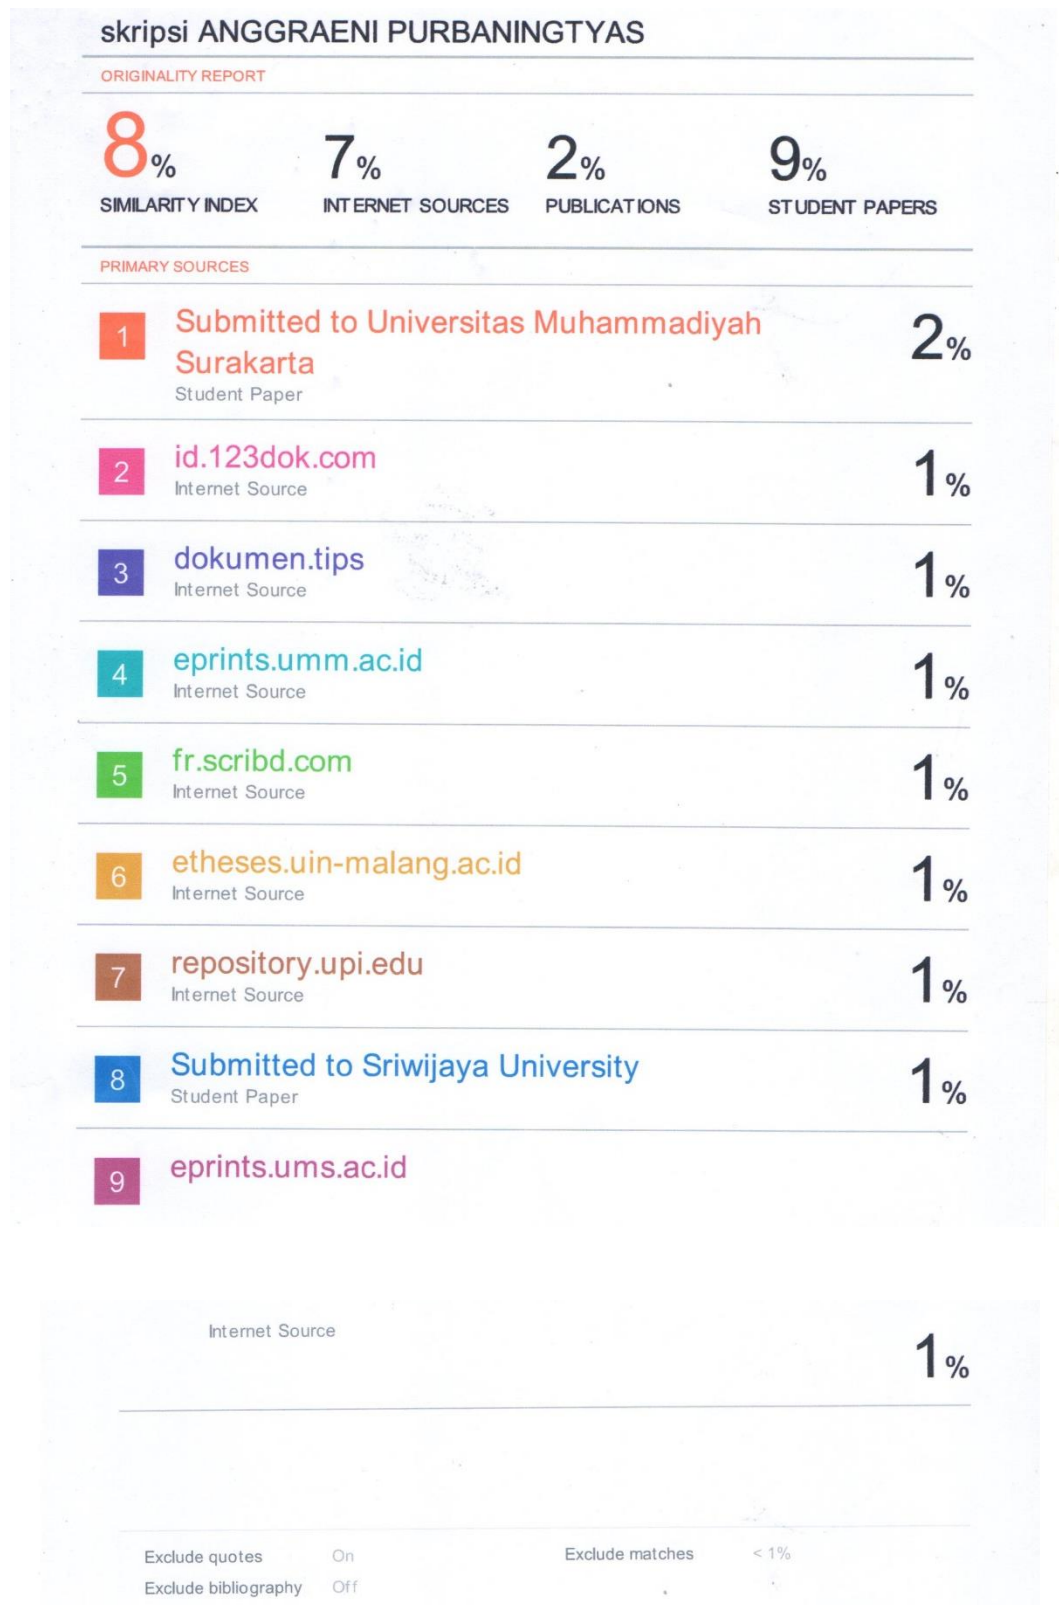 skripsi ANGGRAENI PURBANINGTYAS
ORIGINALITY REPORT
8% 7% 2% 9%
SIMILARITY INDEX INTERNET SOURCES PUBLICATIONS STUDENT PAPERS
PRIMARY SOURCES
1 Submitted to Universitas Muhammadiyah 2%
Surakarta
Student Paper
2 id.123dok.com 1%
Internet Source
3 dokumen.tips 1%
Internet Source
4 eprints.umm.ac.id 1%
Internet Source
5 fr.scribd.com 1%
Internet Source
6 etheses.uin-malang.ac.id 1%
Internet Source
7 repository.upi.edu 1%
Internet Source
8 Submitted to Sriwijaya University 1%
Student Paper
9 eprints.ums.ac.id
Internet Source 1%
Exclude quotes On Exclude matches < 1%
Exclude bibliography Off